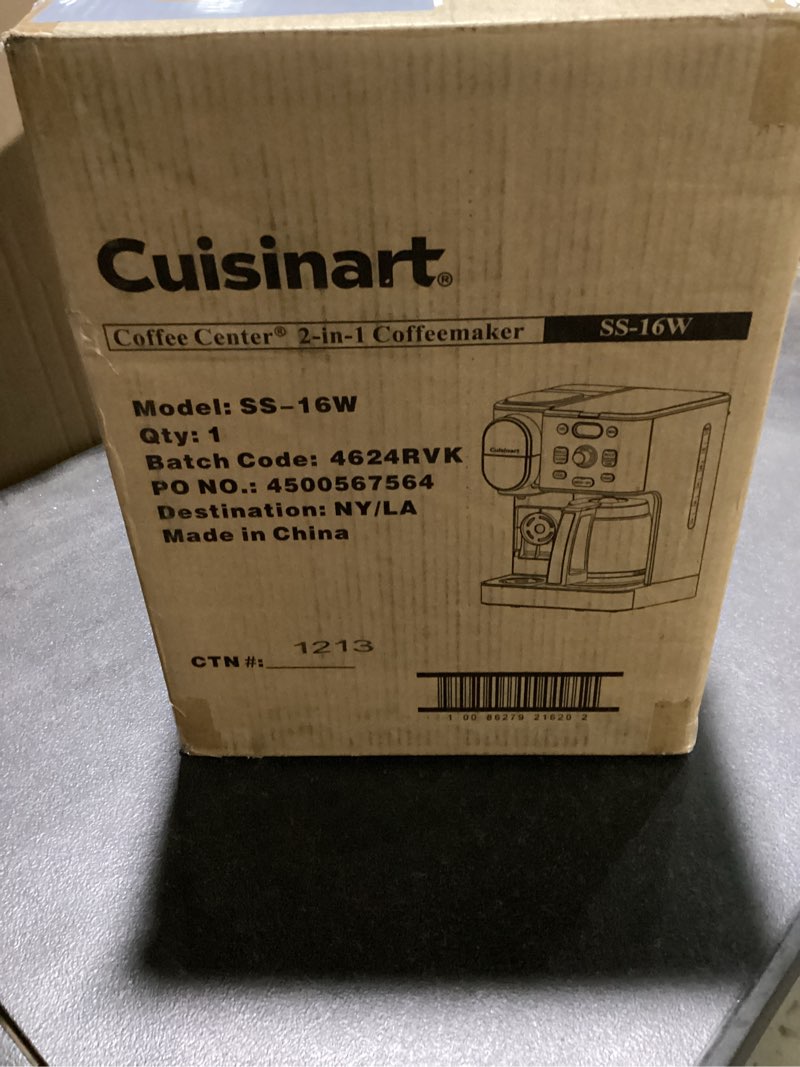 Cuisinart®
Coffee Center® 2-in-1 Coffeemaker SS-16W
Model: SS-16W
Qty: 1
Batch Code: 4624RVK
PO NO.: 4500567564
Destination: NY/LA
Made in China
Cuisinart
CTN #: 1213
1 00 86279 21620 2